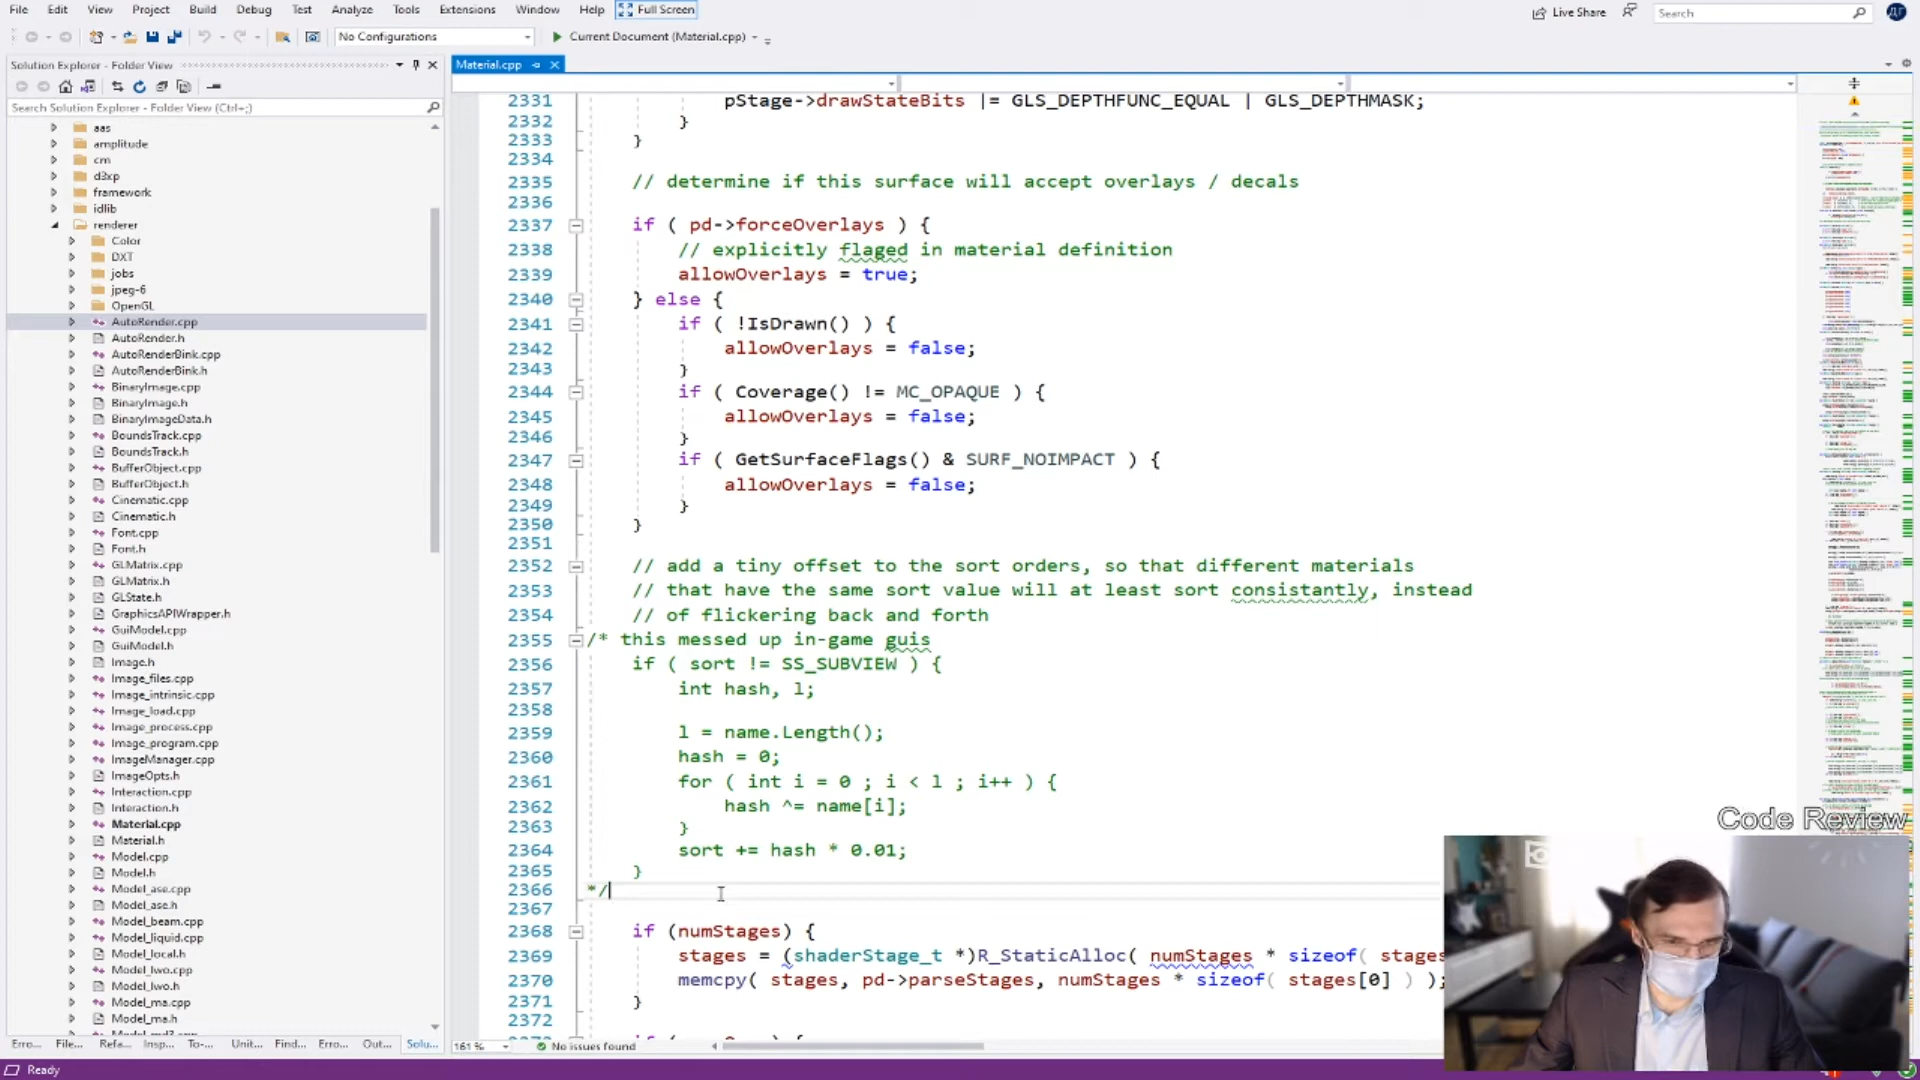 File Edit View Project Build Debug Test Analyze Tools Extensions Window Help Full Screen Live Share Search ДГ
No Configurations Current Document (Material.cpp)
Solution Explorer - Folder View
Search Solution Explorer - Folder View (Ctrl+;)
aas
amplitude
cm
d3xp
framework
idlib
renderer
Color
DXT
jobs
jpeg-6
OpenGL
AutoRender.cpp
AutoRender.h
AutoRenderBink.cpp
AutoRenderBink.h
BinaryImage.cpp
BinaryImage.h
BinaryImageData.h
BoundsTrack.cpp
BoundsTrack.h
BufferObject.cpp
BufferObject.h
Cinematic.cpp
Cinematic.h
Font.cpp
Font.h
GLMatrix.cpp
GLMatrix.h
GLState.h
GraphicsAPIWrapper.h
GuiModel.cpp
GuiModel.h
Image.h
Image_files.cpp
Image_intrinsic.cpp
Image_load.cpp
Image_process.cpp
Image_program.cpp
ImageManager.cpp
ImageOpts.h
Interaction.cpp
Interaction.h
Material.cpp
Material.h
Model.cpp
Model.h
Model_ase.cpp
Model_ase.h
Model_beam.cpp
Model_liquid.cpp
Model_local.h
Model_lwo.cpp
Model_lwo.h
Model_ma.cpp
Model_ma.h
Model_md3.cpp
Erro... File... Refa... Insp... To-... Unit... Find... Erro... Out... Solu...
Material.cpp
2331 pStage->drawStateBits |= GLS_DEPTHFUNC_EQUAL | GLS_DEPTHMASK;
2332 }
2333 }
2334
2335 // determine if this surface will accept overlays / decals
2336
2337 if ( pd->forceOverlays ) {
2338 // explicitly flaged in material definition
2339 allowOverlays = true;
2340 } else {
2341 if ( !IsDrawn() ) {
2342 allowOverlays = false;
2343 }
2344 if ( Coverage() != MC_OPAQUE ) {
2345 allowOverlays = false;
2346 }
2347 if ( GetSurfaceFlags() & SURF_NOIMPACT ) {
2348 allowOverlays = false;
2349 }
2350 }
2351
2352 // add a tiny offset to the sort orders, so that different materials
2353 // that have the same sort value will at least sort consistantly, instead
2354 // of flickering back and forth
2355 /* this messed up in-game guis
2356 if ( sort != SS_SUBVIEW ) {
2357 int hash, l;
2358
2359 l = name.Length();
2360 hash = 0;
2361 for ( int i = 0 ; i < l ; i++ ) {
2362 hash ^= name[i];
2363 }
2364 sort += hash * 0.01;
2365 }
2366 */
2367
2368 if (numStages) {
2369 stages = (shaderStage_t *)R_StaticAlloc( numStages * sizeof( stages
2370 memcpy( stages, pd->parseStages, numStages * sizeof( stages[0] ) );
2371 }
2372
161 % No issues found
Code Review
Ready